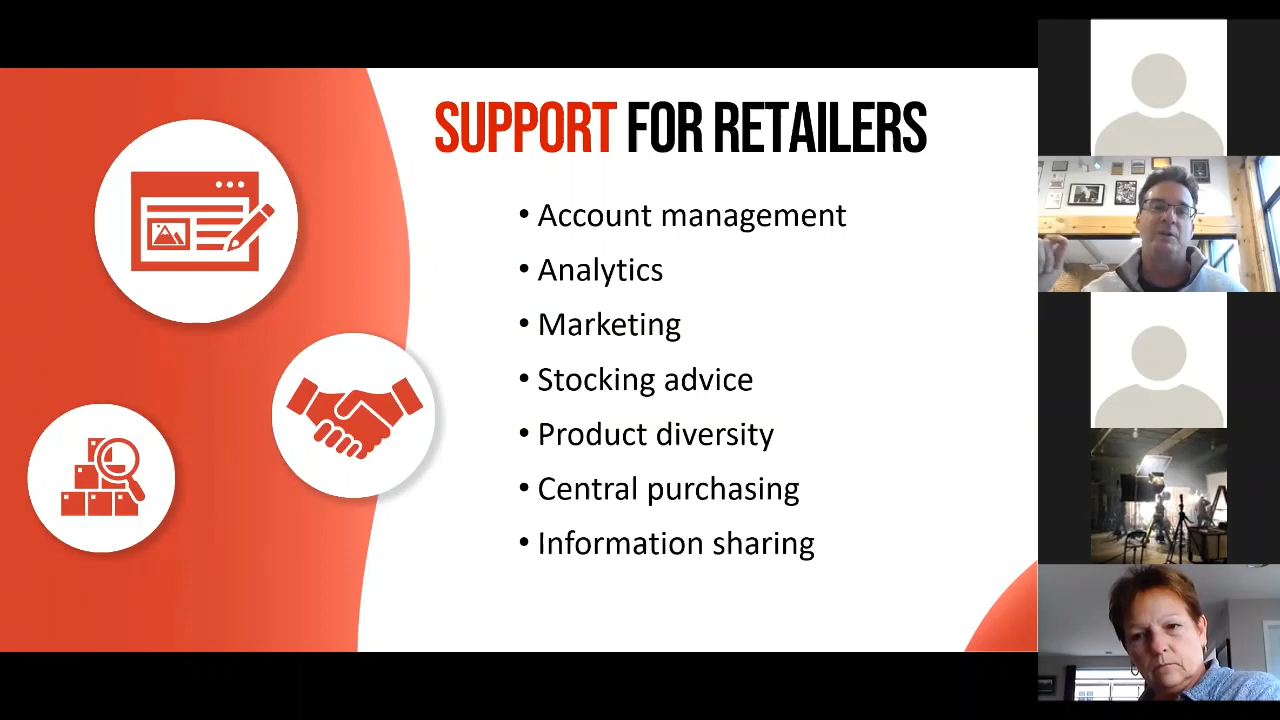 SUPPORT FOR RETAILERS
• Account management
• Analytics
• Marketing
• Stocking advice
• Product diversity
• Central purchasing
• Information sharing